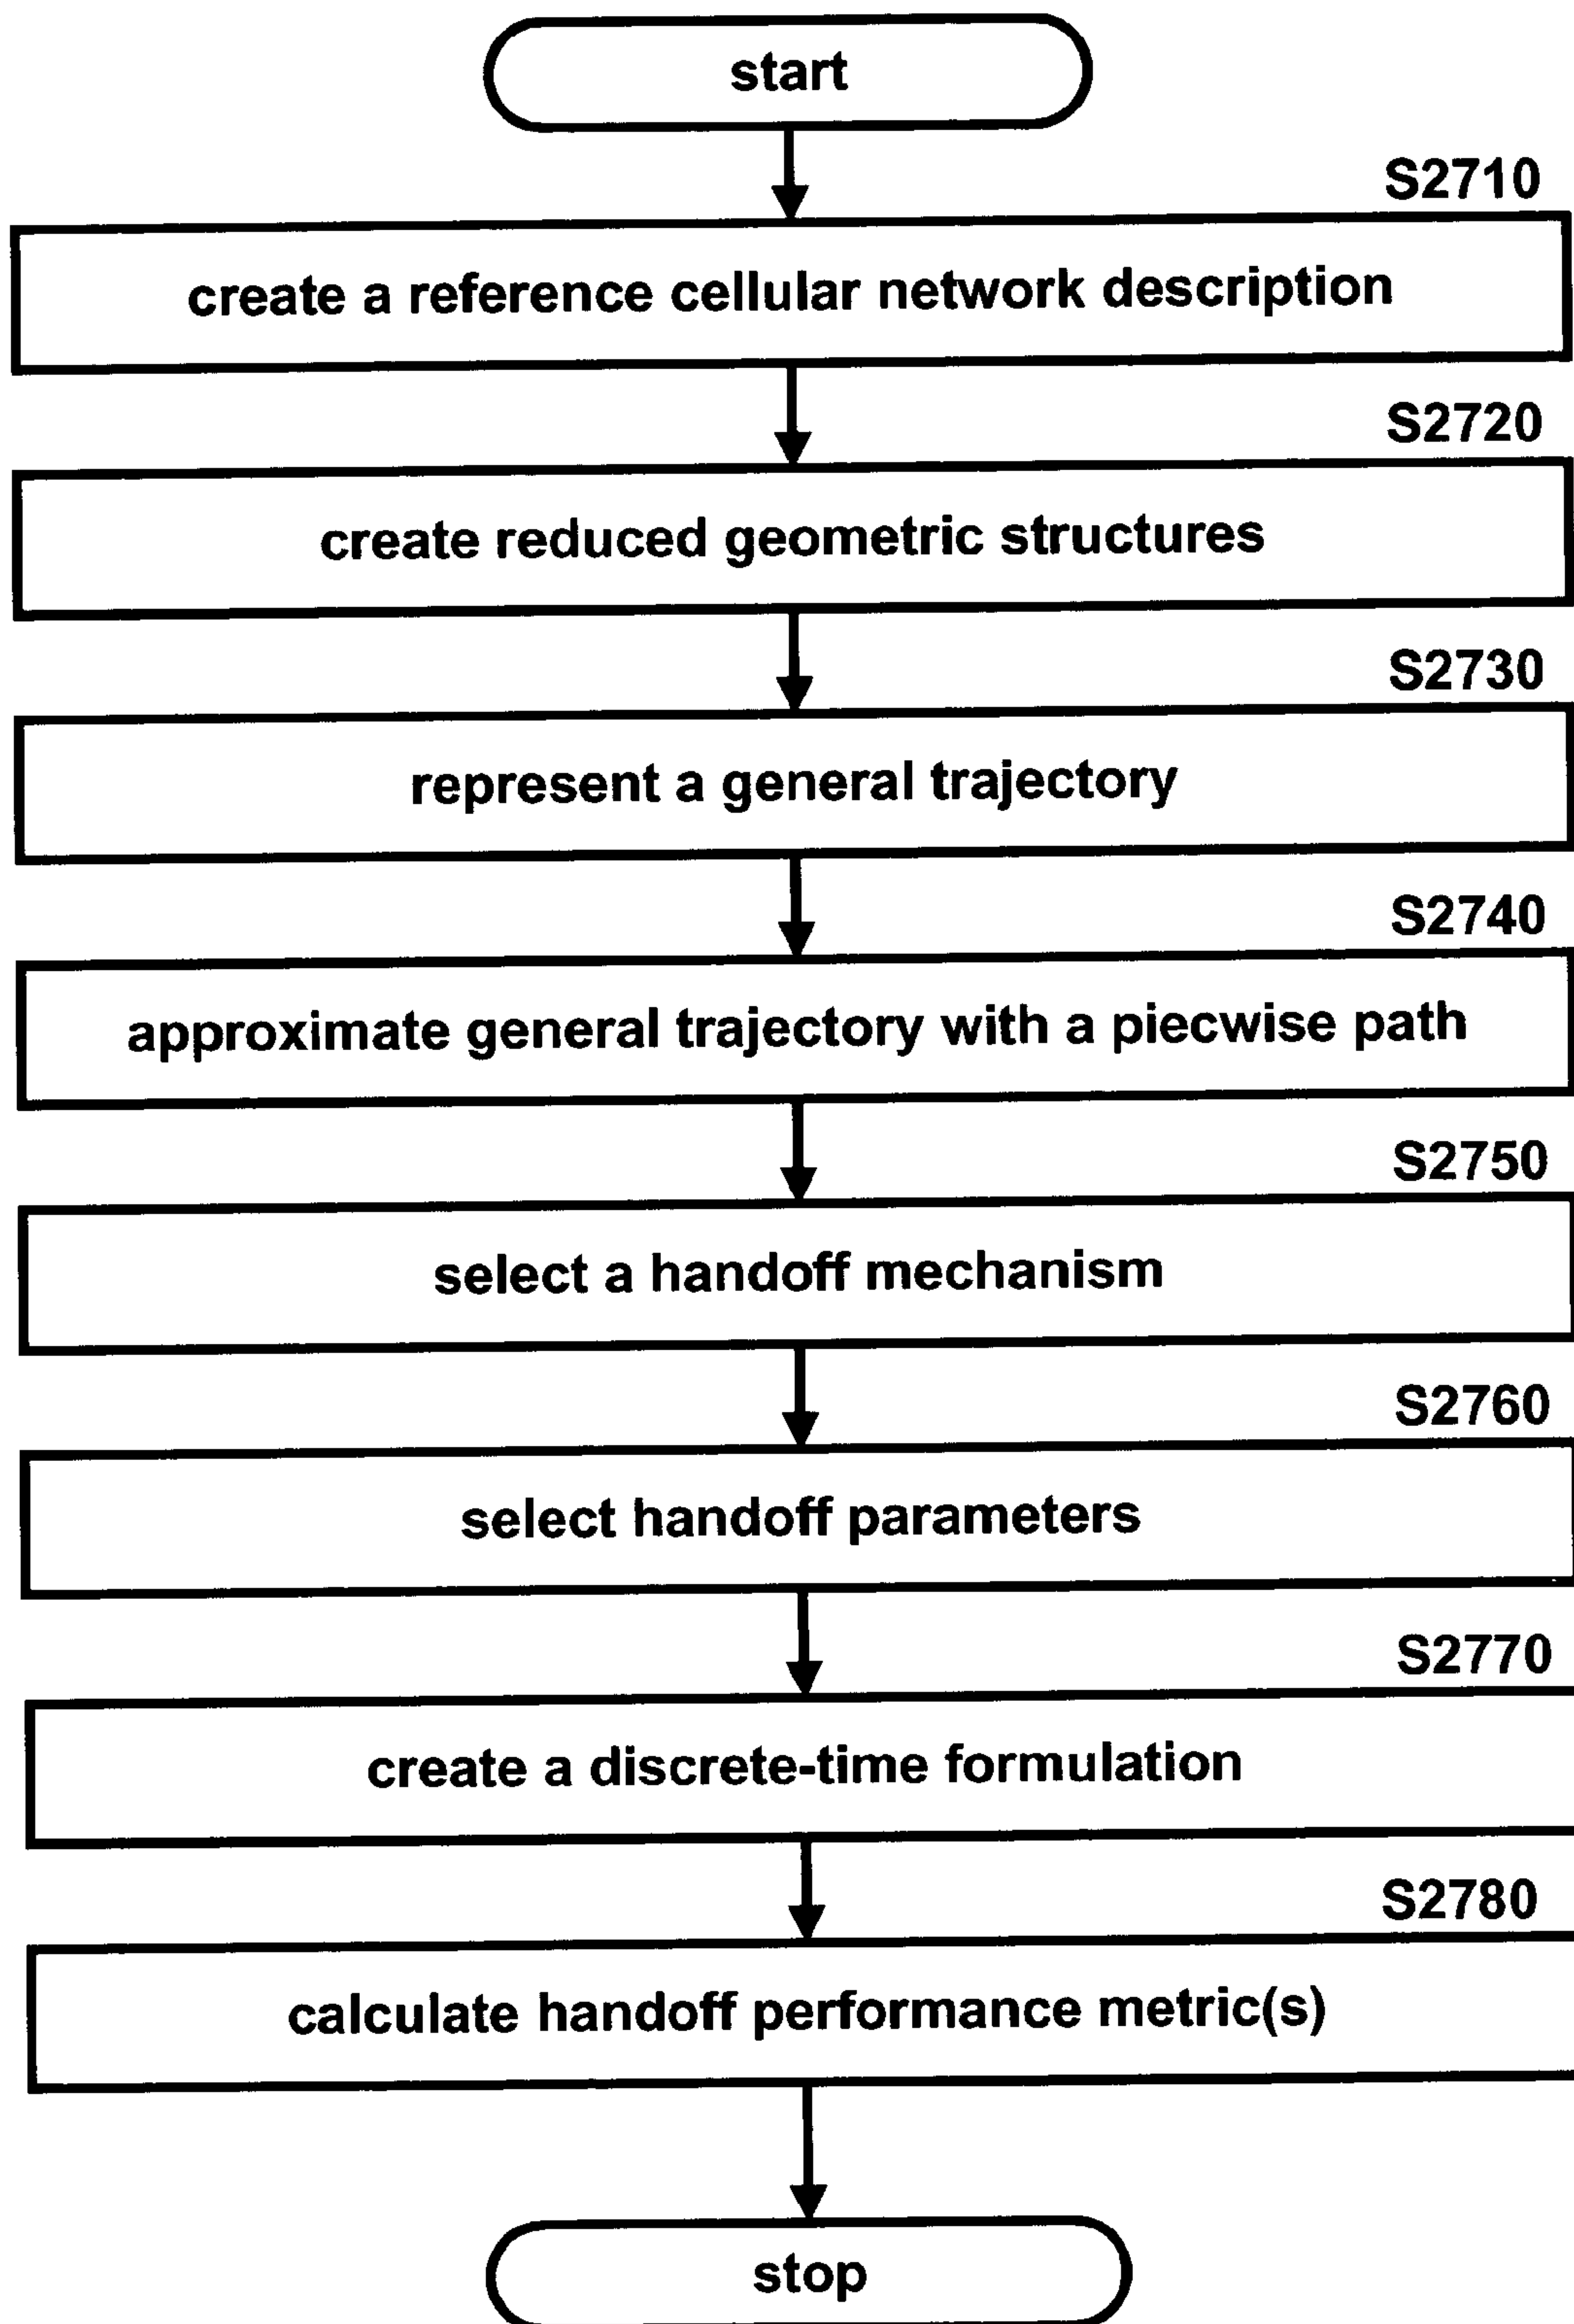 start
S2710
create a reference cellular network description
S2720
create reduced geometric structures
S2730
represent a general trajectory
S2740
approximate general trajectory with a piecwise path
S2750
select a handoff mechanism
S2760
select handoff parameters
S2770
create a discrete-time formulation
S2780
calculate handoff performance metric(s)
stop